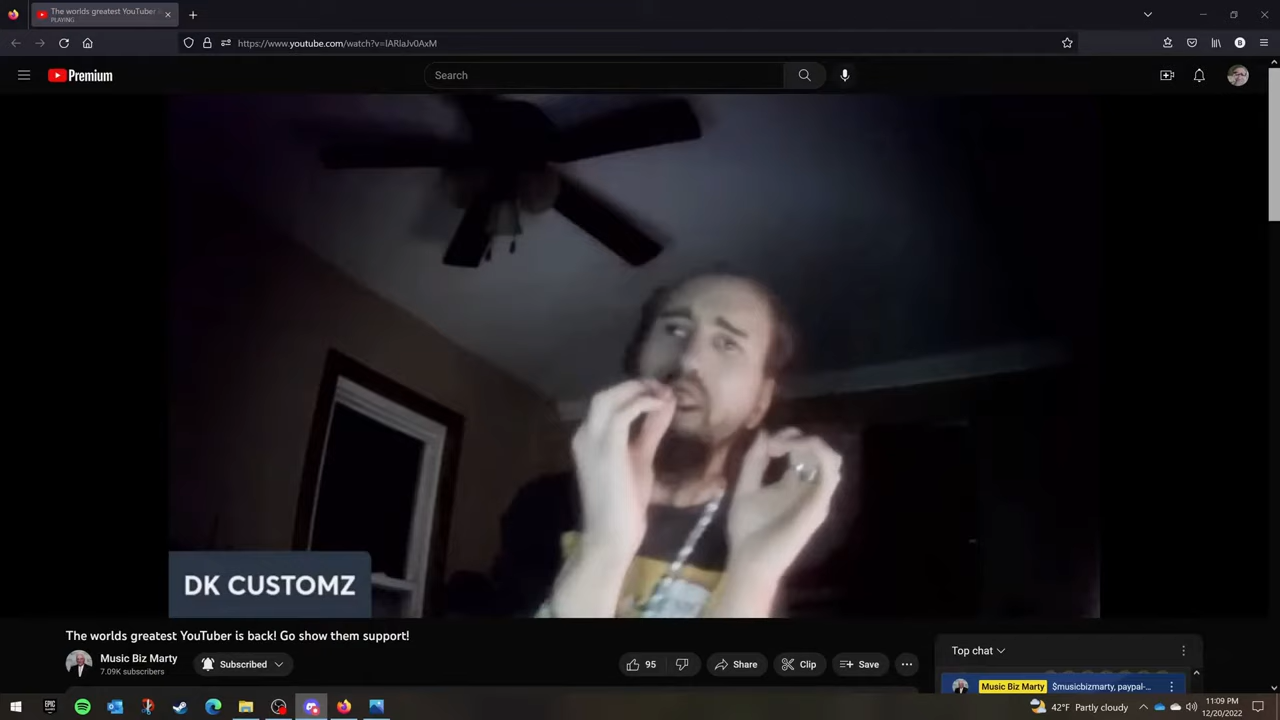 The worlds greatest YouTuber
PLAYING
https://www.youtube.com/watch?v=lARlaJv0AxM
B
Premium
Search
DK CUSTOMZ
The worlds greatest YouTuber is back! Go show them support!
Music Biz Marty
7.09K subscribers
Subscribed
95
Share
Clip
Save
Top chat
Music Biz Marty $musicbizmarty, paypal-...
EPIC GAMES
42°F Partly cloudy
11:09 PM
12/20/2022